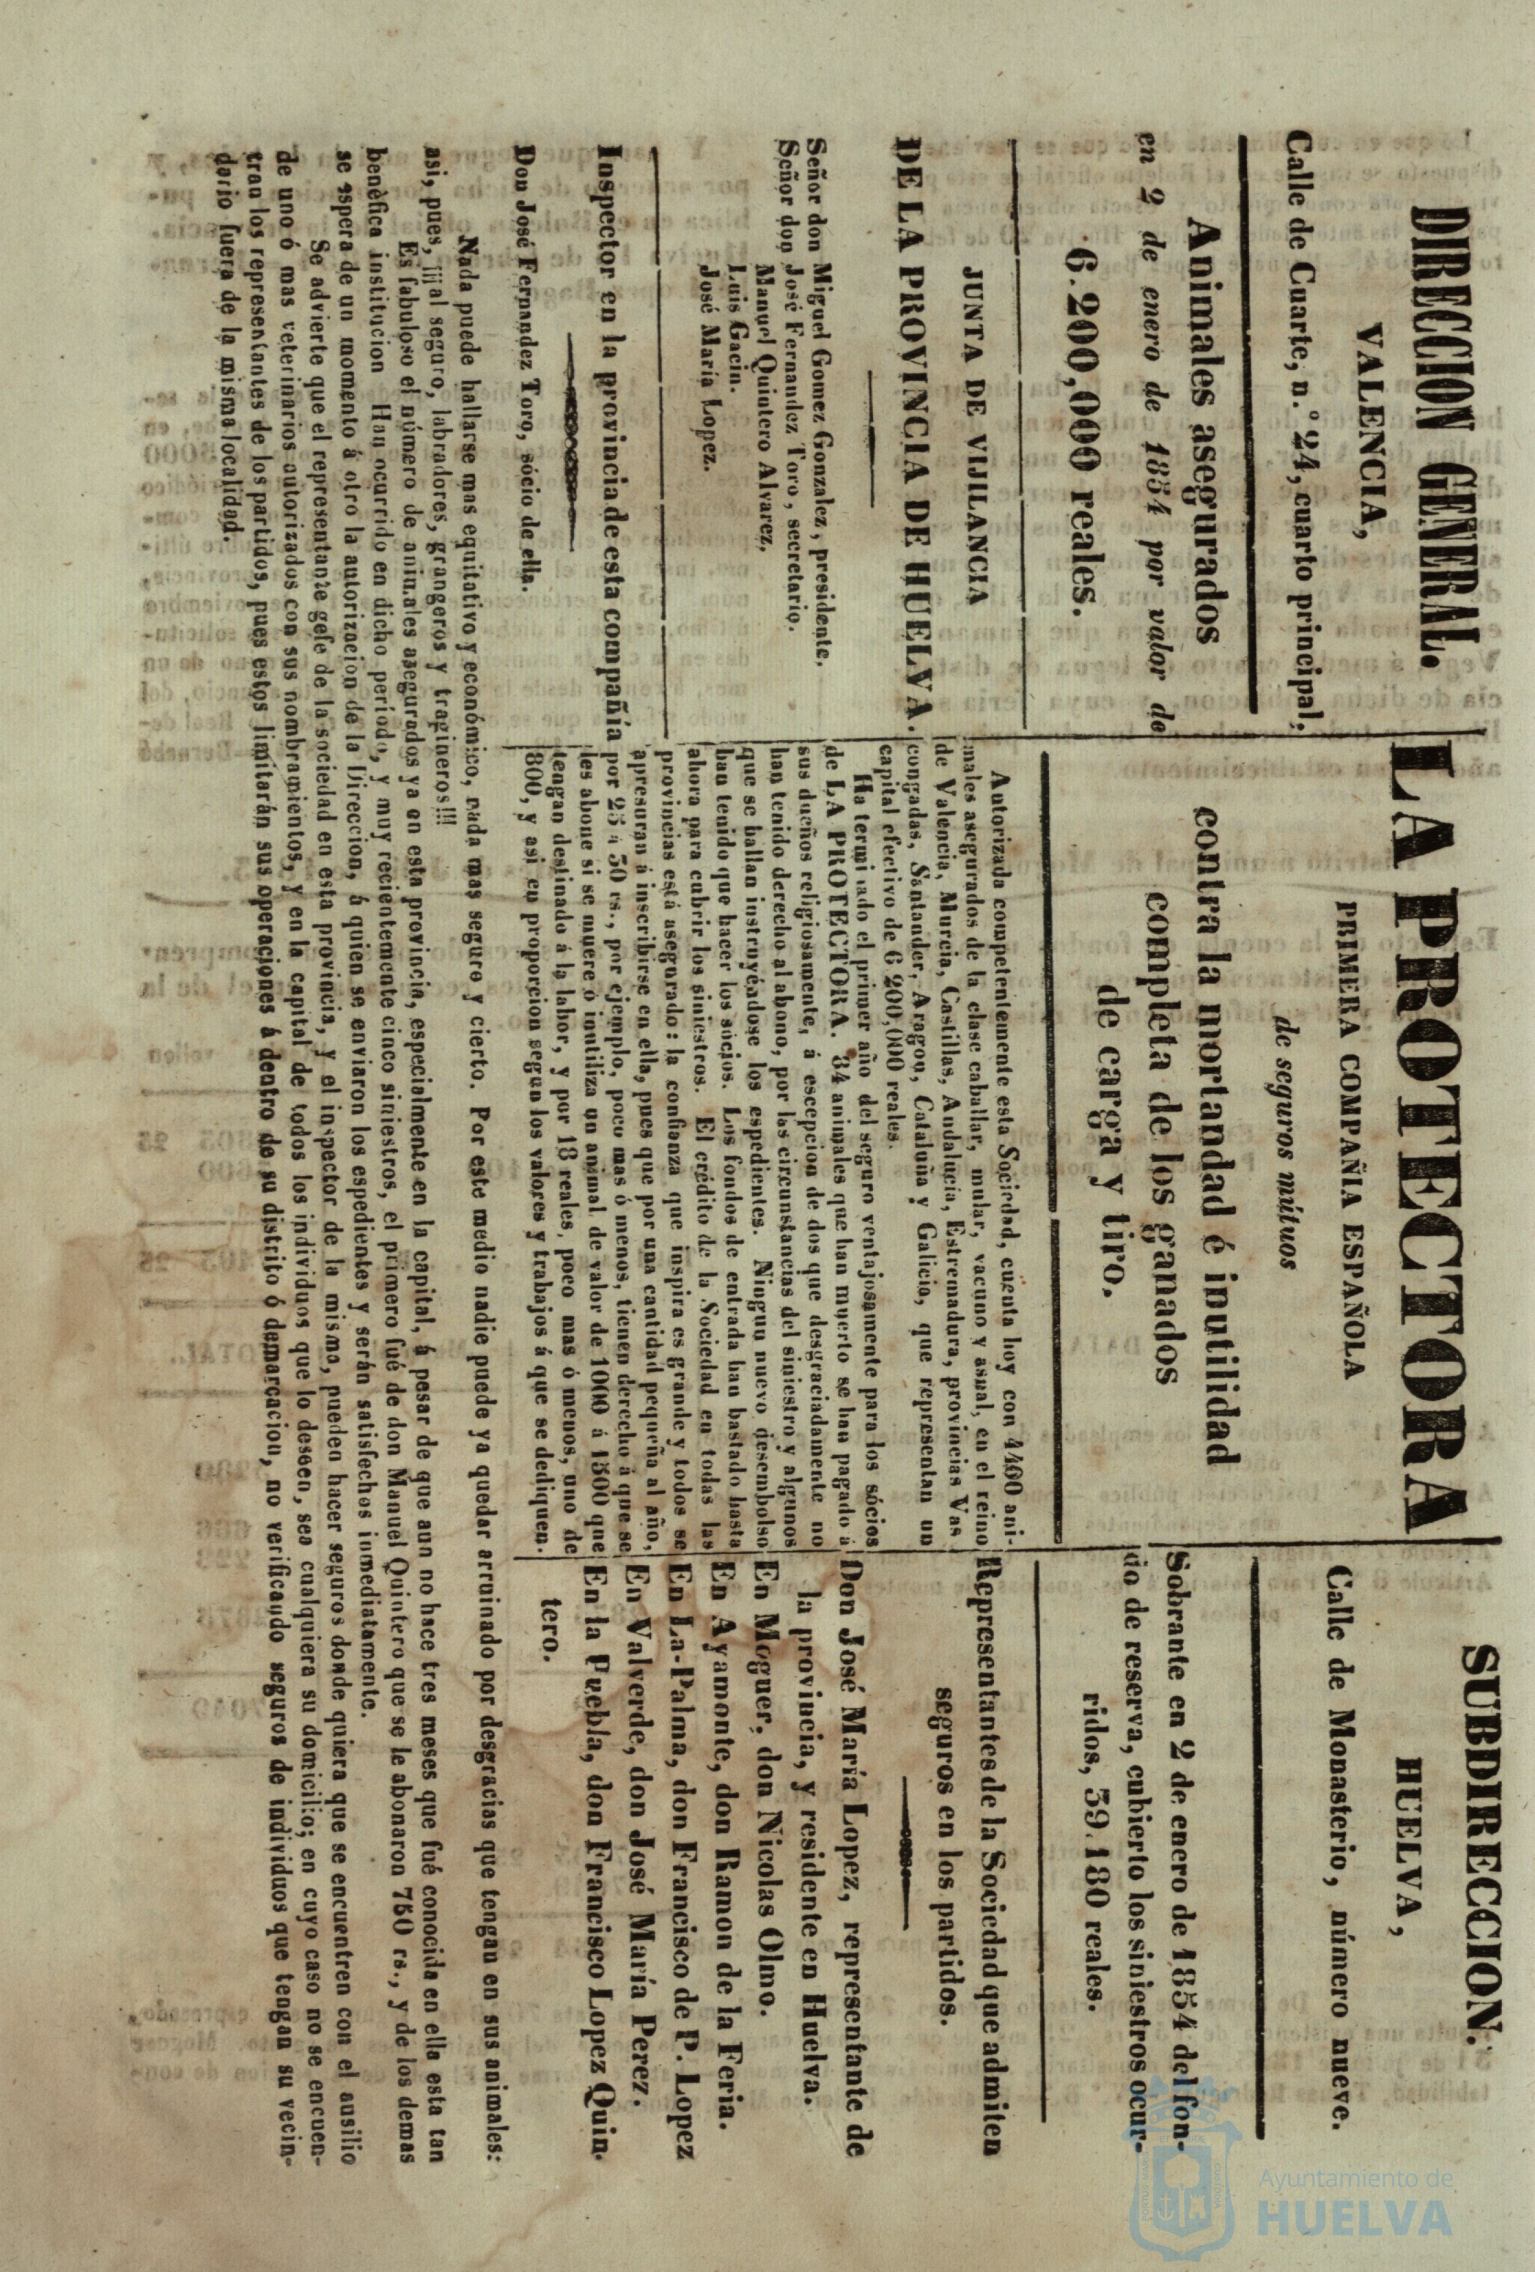 DIRECCION GENERAL.
VALENCIA,
Calle de Cuarte, n.º 24, cuarto principal.
Animales asegurados
en 2 de enero de 1854 por valor de
6.200,000 reales.
JUNTA DE VIJILANCIA
DE LA PROVINCIA DE HUELVA.
Señor don Miguel Gomez Gonzalez, presidente.
Señor don José Fernandez Toro, secretario.
Manuel Quintero Alvarez.
Luis Gacin.
José María Lopez.
Inspector en la provincia de esta compañía
Don José Fernandez Toro, sócio de ella.
LA PROTECTORA
PRIMERA COMPAÑIA ESPAÑOLA
de seguros mútuos
contra la mortandad é inutilidad
completa de los ganados
de carga y tiro.
Autorizada competentemente esta Sociedad, cuenta hoy con 4400 ani-
males asegurados de la clase caballar, mular, vacuno y asnal, en el reino
de Valencia, Murcia, Castillas, Andalucia, Estremadura, provincias Vas
congadas, Santander, Aragon, Cataluña y Galicia, que representan un
capital efectivo de 6 200,000 reales.
Ha termi ado el primer año del seguro ventajosamente para los sócios
de LA PROTECTORA. 34 animales que han muerto se han pagado á
sus dueños religiosamente, á escepcion de dos que desgraciadamente no
han tenido derecho al abono, por las circunstancias del siniestro y algunos
que se hallan instruyéndose los espedientes. Ningun nuevo desembolso
han tenido que hacer los sócios. Los fondos de entrada han bastado hasta
ahora para cubrir los siniestros. El crédito de la Sociedad en todas las
provincias está asegurado: la confianza que inspira es grande y todos se
apresuran á inscribirse en ella, pues que por una cantidad pequeña al año,
por 25 á 30 rs., por ejemplo, poco mas ó menos, tienen derecho á que se
les abone si se muere ó inutiliza un animal de valor de 1000 á 1300 que
tengan destinado á la labor, y por 18 reales, poco mas ó menos, uno de
800, y asi en proporcion segun los valores y trabajos á que se dediquen.
SUBDIRECCION.
HUELVA,
Calle de Monasterio, número nueve.
Sobrante en 2 de enero de 1854 del fon-
do de reserva, cubierto los siniestros ocur-
ridos, 39.180 reales.
Representantes de la Sociedad que admiten
seguros en los partidos.
Don José María Lopez, representante de
la provincia, y residente en Huelva.
En Moguer, don Nicolas Olmo.
En Ayamonte, don Ramon de la Feria.
En La-Palma, don Francisco de P. Lopez
En Valverde, don José María Perez.
En la Puebla, don Francisco Lopez Quin-
tero.
Nada puede hallarse mas equitativo y económico, nada mas seguro y cierto. Por este medio nadie puede ya quedar arruinado por desgracias que tengan en sus animales:
asi, pues, ¡¡¡al seguro, labradores, grangeros y tragineros!!!
Es fabuloso el número de animales asegurados ya en esta provincia, especialmente en la capital, á pesar de que aun no hace tres meses que fué conocida en ella esta tan
benèfica institucion Han ocurrido en dicho período, y muy recientemente cinco siniestros, el primero fué de don Manuel Quintero que se le abonaron 750 rs., y de los demas
se espera de un momento á otro la autorizacion de la Direccion, á quien se enviaron los espedientes y serán satisfechos inmediatamente.
Se advierte que el representante gefe de la sociedad en esta provincia, y el inspector de la misma, pueden hacer seguros donde quiera que se encuentren con el ausilio
de uno ó mas veterinarios autorizados con sus nombramientos, y en la capital de todos los individuos que lo deseen, sea cualquiera su domicilio; en cuyo caso no se encuen-
tran los representantes de los partidos, pues estos limitarán sus operaciones á dentro de su distrito ó demarcacion, no verificando seguros de individuos que tengan su vecin-
dario fuera de la misma localidad.
Ayuntamiento de
HUELVA